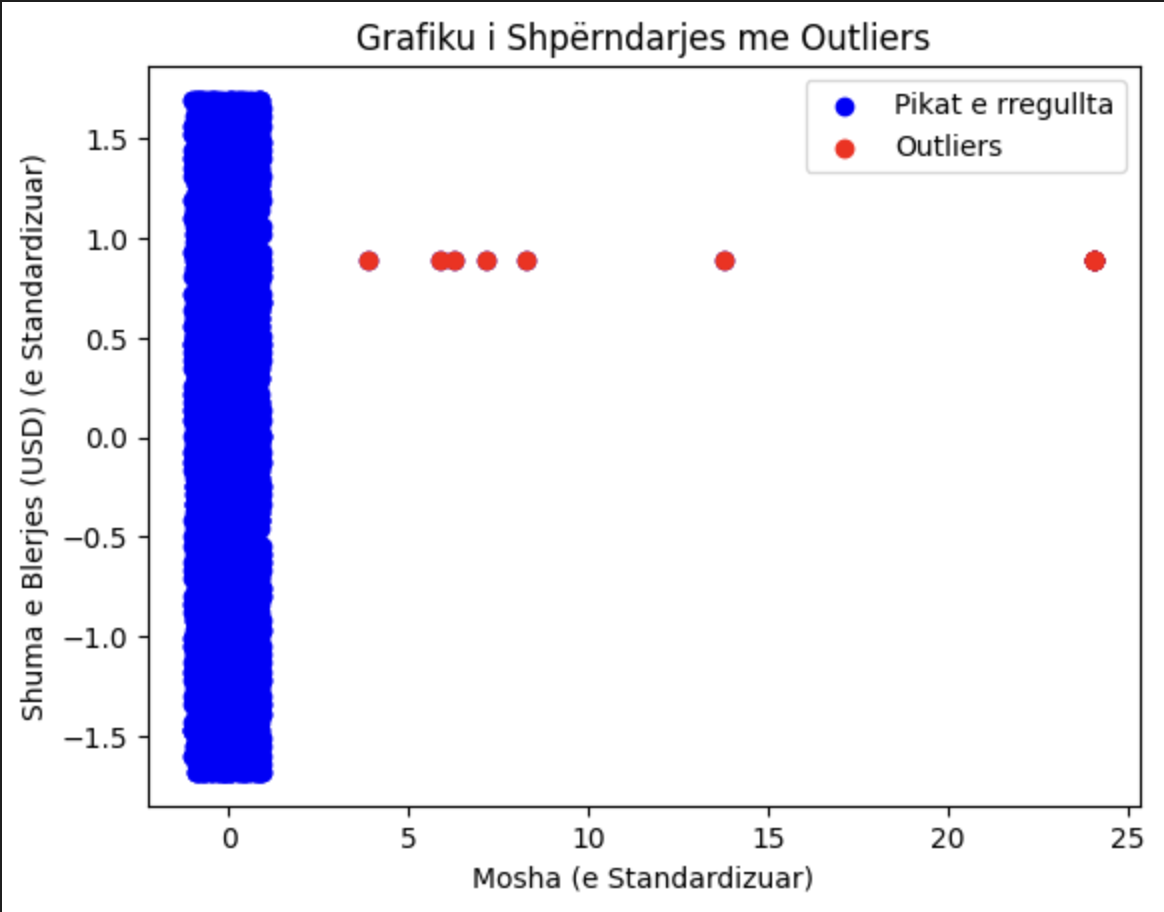 Grafiku i Shpërndarjes me Outliers
Pikat e rregullta
Outliers
Shuma e Blerjes (USD) (e Standardizuar)
1.5
1.0
0.5
0.0
−0.5
−1.0
−1.5
0
5
10
15
20
25
Mosha (e Standardizuar)